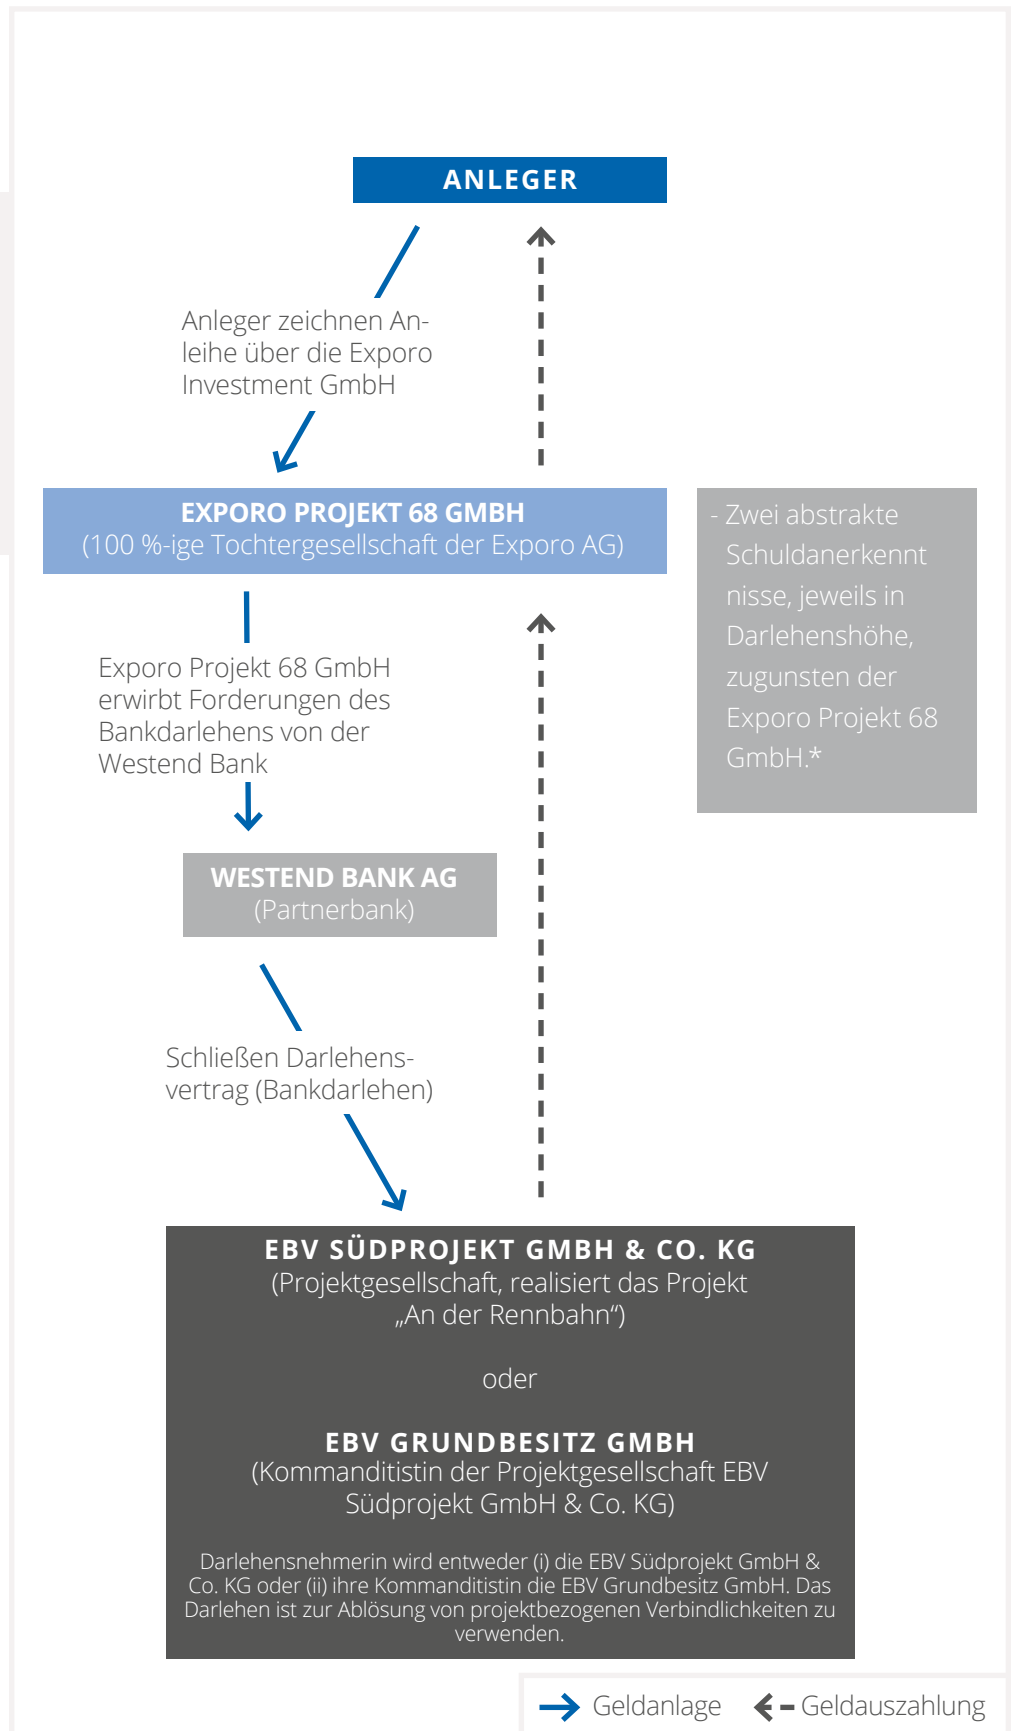 ANLEGER
Anleger zeichnen An-
leihe über die Exporo
Investment GmbH
EXPORO PROJEKT 68 GMBH
(100 %-ige Tochtergesellschaft der Exporo AG)
- Zwei abstrakte
Schuldanerkennt
nisse, jeweils in
Darlehenshöhe,
zugunsten der
Exporo Projekt 68
GmbH.*
Exporo Projekt 68 GmbH
erwirbt Forderungen des
Bankdarlehens von der
Westend Bank
WESTEND BANK AG
(Partnerbank)
Schließen Darlehens-
vertrag (Bankdarlehen)
EBV SÜDPROJEKT GMBH & CO. KG
(Projektgesellschaft, realisiert das Projekt
„An der Rennbahn“)
oder
EBV GRUNDBESITZ GMBH
(Kommanditistin der Projektgesellschaft EBV
Südprojekt GmbH & Co. KG)
Darlehensnehmerin wird entweder (i) die EBV Südprojekt GmbH &
Co. KG oder (ii) ihre Kommanditistin die EBV Grundbesitz GmbH. Das
Darlehen ist zur Ablösung von projektbezogenen Verbindlichkeiten zu
verwenden.
Geldanlage
Geldauszahlung